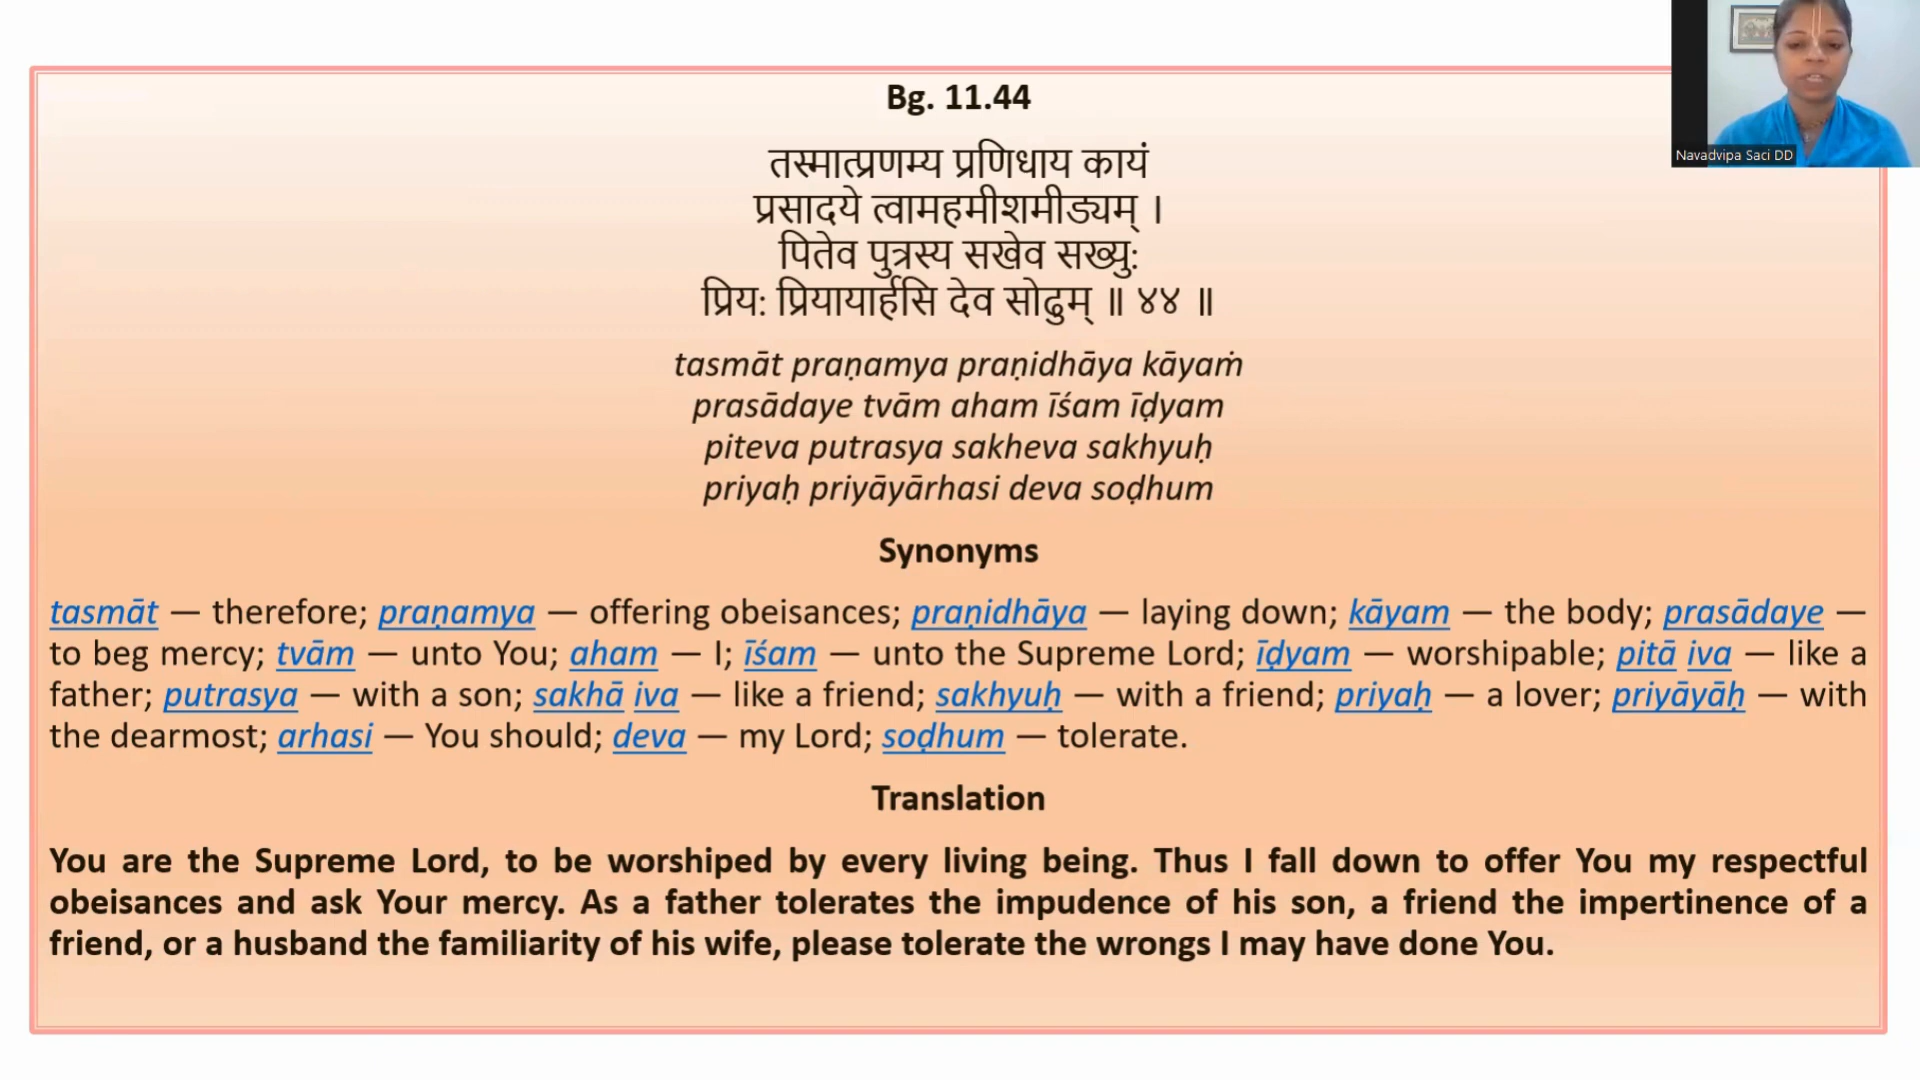 Bg. 11.44
तस्मात्प्रणम्य प्रणिधाय कायं
प्रसादये त्वामहमीशमीड्यम् ।
पितेव पुत्रस्य सखेव सख्यु:
प्रिय: प्रियायार्हसि देव सोढुम् ॥ ४४ ॥
tasmāt praṇamya praṇidhāya kāyaṁ
prasādaye tvām aham īśam īḍyam
piteva putrasya sakheva sakhyuḥ
priyaḥ priyāyārhasi deva soḍhum
Synonyms
tasmāt — therefore; praṇamya — offering obeisances; praṇidhāya — laying down; kāyam — the body; prasādaye —
to beg mercy; tvām — unto You; aham — I; īśam — unto the Supreme Lord; īḍyam — worshipable; pitā iva — like a
father; putrasya — with a son; sakhā iva — like a friend; sakhyuḥ — with a friend; priyaḥ — a lover; priyāyāḥ — with
the dearmost; arhasi — You should; deva — my Lord; soḍhum — tolerate.
Translation
You are the Supreme Lord, to be worshiped by every living being. Thus I fall down to offer You my respectful
obeisances and ask Your mercy. As a father tolerates the impudence of his son, a friend the impertinence of a
friend, or a husband the familiarity of his wife, please tolerate the wrongs I may have done You.
Navadvipa Saci DD